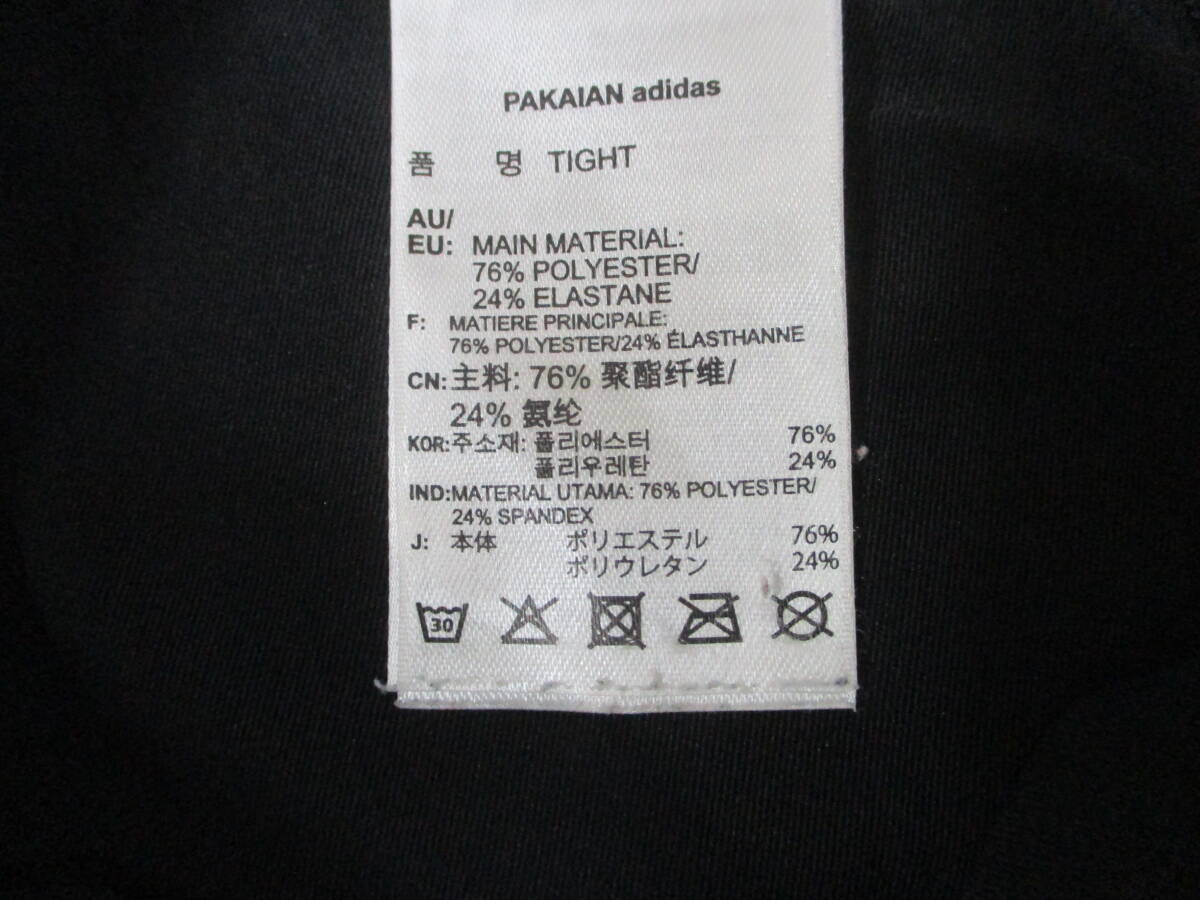 PAKAIAN adidas
품 명 TIGHT
AU/
EU: MAIN MATERIAL:
76% POLYESTER/
24% ELASTANE
F: MATIERE PRINCIPALE:
76% POLYESTER/24% ÉLASTHANNE
CN:主料: 76% 聚酯纤维/
24% 氨纶
KOR:주소재: 폴리에스터 76%
폴리우레탄 24%
IND:MATERIAL UTAMA: 76% POLYESTER/
24% SPANDEX
J: 本体 ポリエステル 76%
ポリウレタン 24%
30